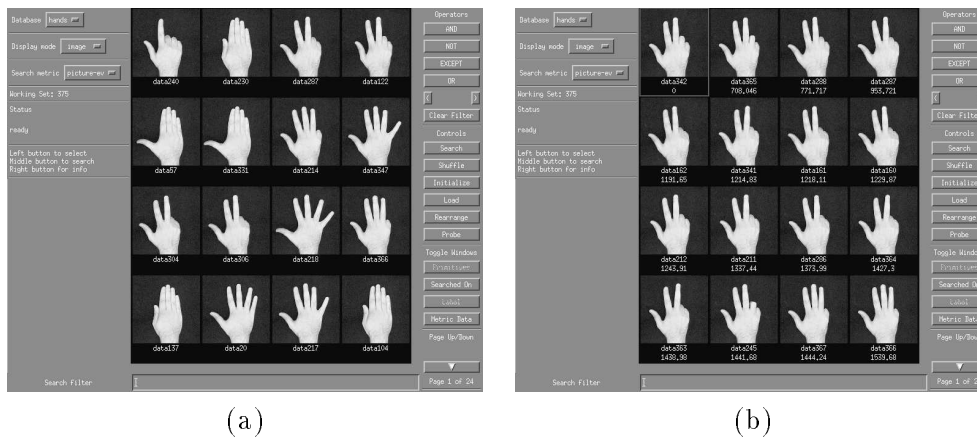 Database hands
Display mode image
Search metric picture-ev
Working Set: 375
Status
ready
Left button to select
Middle button to search
Right button for info
data240 data230 data287 data122
data57 data331 data214 data347
data304 data306 data218 data366
data137 data20 data217 data104
Operators
AND
NOT
EXCEPT
OR
( )
Clear Filter
Controls
Search
Shuffle
Initialize
Load
Rearrange
Probe
Toggle Windows
Primitives
Searched On
Label
Metric Data
Page Up/Down
Page 1 of 24
Search filter
(a)
Database hands
Display mode image
Search metric picture-ev
Working Set: 375
Status
ready
Left button to select
Middle button to search
Right button for info
data342 data365 data288 data287
0 708.046 771.717 953.721
data162 data341 data161 data160
1191.65 1214.83 1218.11 1229.87
data212 data211 data286 data364
1243.91 1337.44 1373.99 1427.3
data363 data245 data367 data366
1438.98 1441.68 1444.24 1539.68
Operators
AND
NOT
EXCEPT
OR
(
Clear Filter
Controls
Search
Shuffle
Initialize
Load
Rearrange
Probe
Toggle Windows
Primitives
Searched On
Label
Metric Data
Page Up/Down
Page 1 of 2
Search filter
(b)